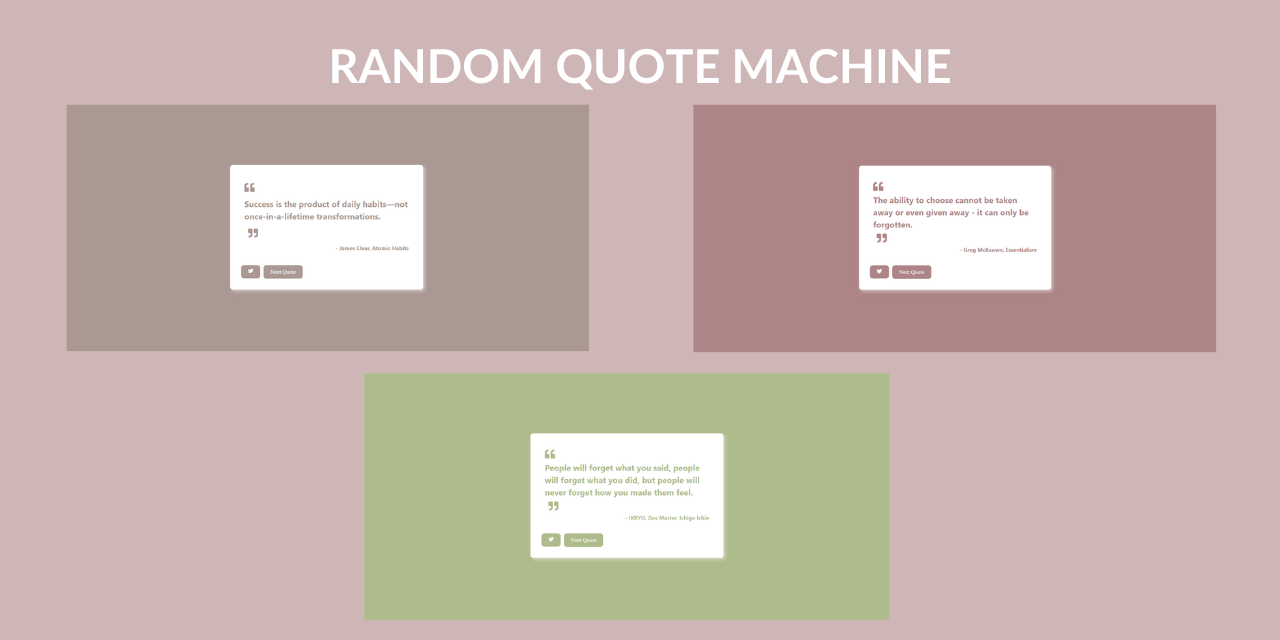 RANDOM QUOTE MACHINE
“
Success is the product of daily habits—not
once-in-a-lifetime transformations.
”
- James Clear, Atomic Habits
Next Quote
“
The ability to choose cannot be taken
away or even given away - it can only be
forgotten.
”
- Greg McKeown, Essentialism
Next Quote
“
People will forget what you said, people
will forget what you did, but people will
never forget how you made them feel.
”
- IKKYU, Zen Master, Ichigo Ichie
Next Quote